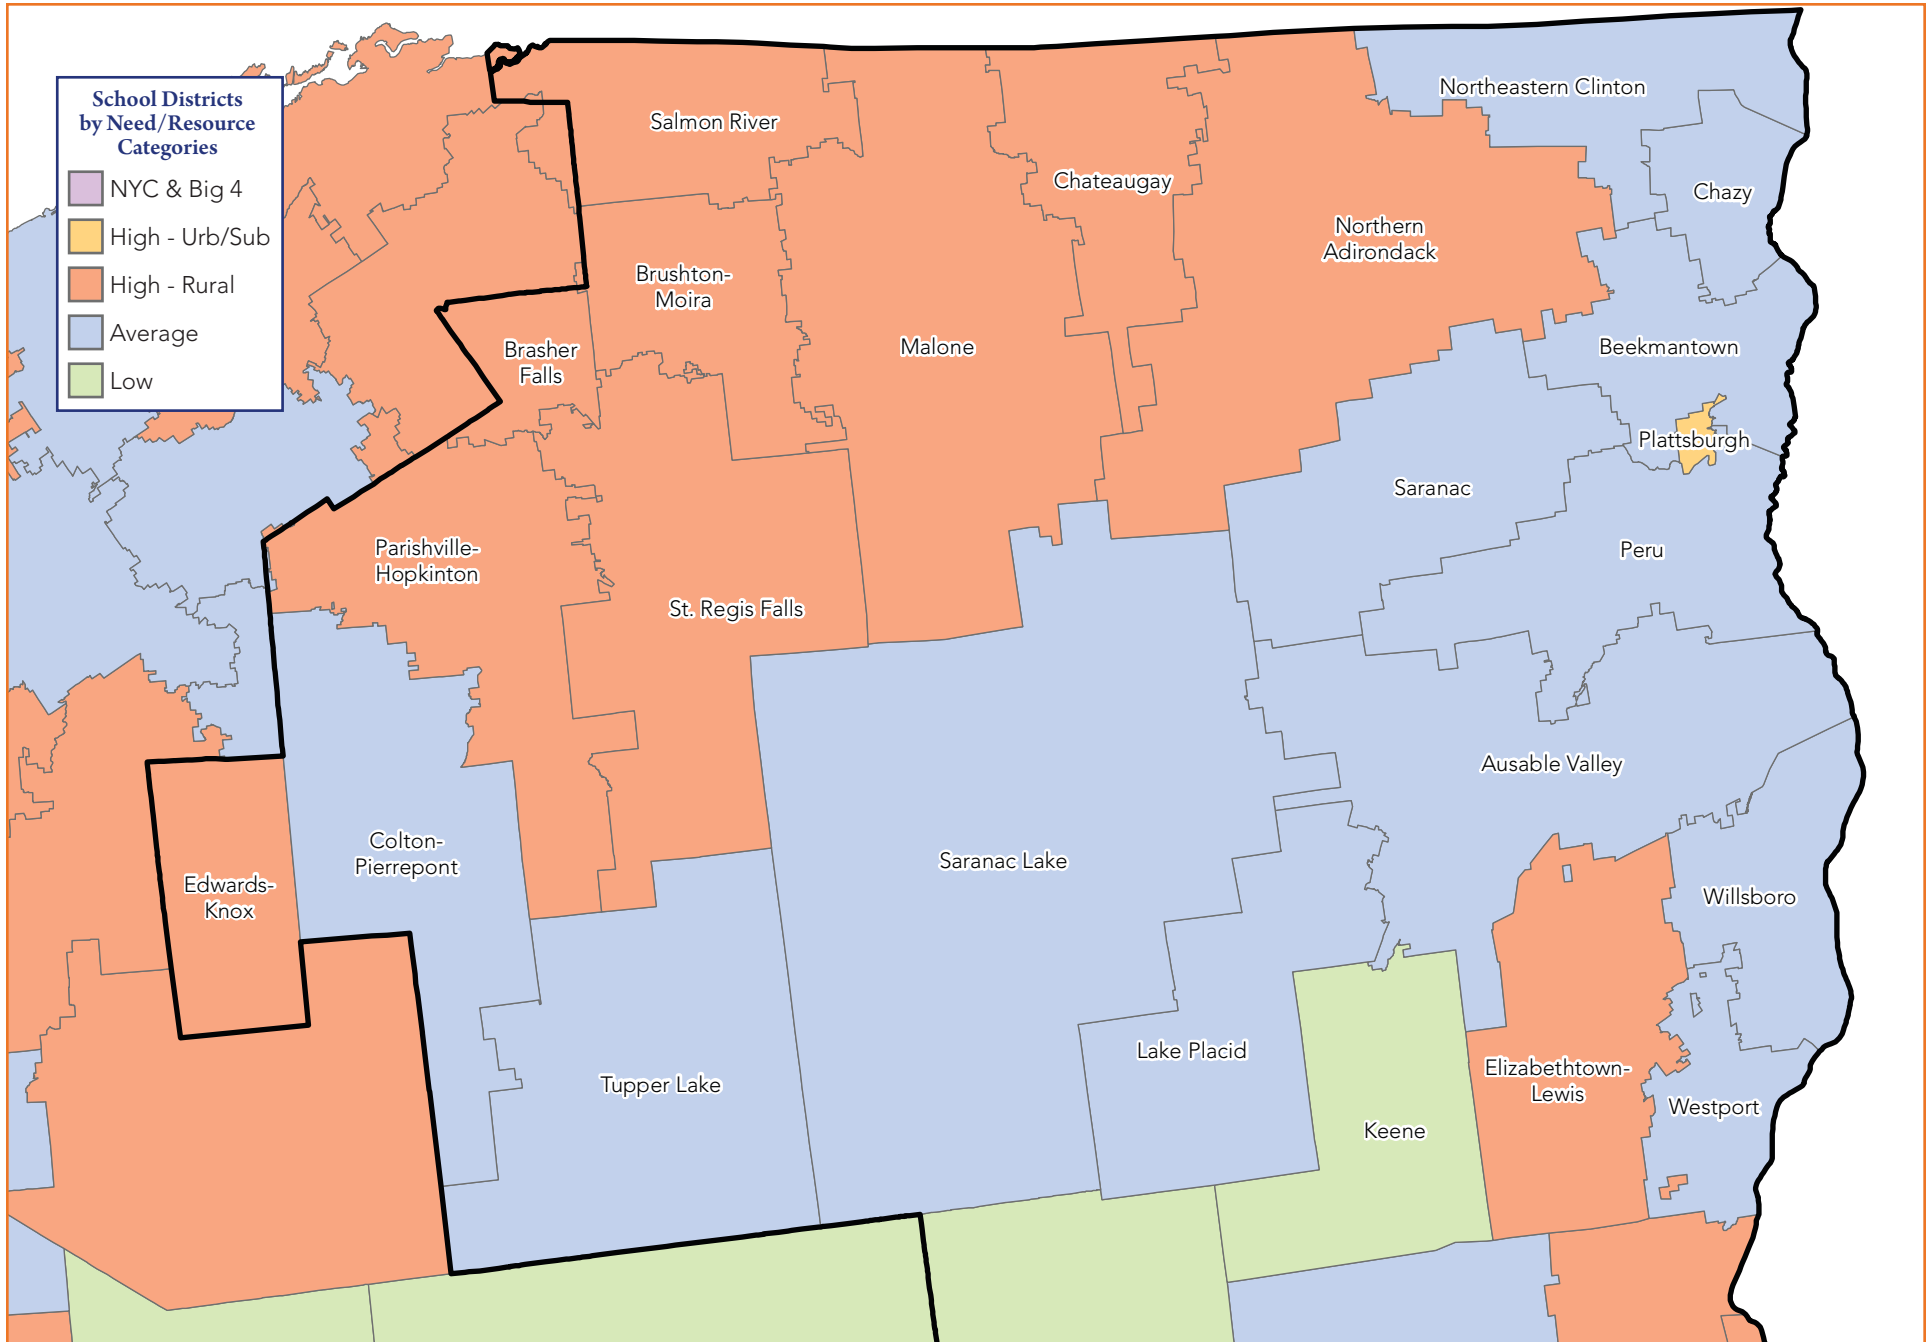 School Districts
by Need/Resource
Categories
NYC & Big 4
High - Urb/Sub
High - Rural
Average
Low
Northeastern Clinton
Salmon River
Chateaugay
Chazy
Northern
Adirondack
Brushton-
Moira
Brasher
Falls
Malone
Beekmantown
Plattsburgh
Saranac
Parishville-
Hopkinton
Peru
St. Regis Falls
Ausable Valley
Colton-
Pierrepont
Saranac Lake
Edwards-
Knox
Willsboro
Lake Placid
Tupper Lake
Elizabethtown-
Lewis
Westport
Keene